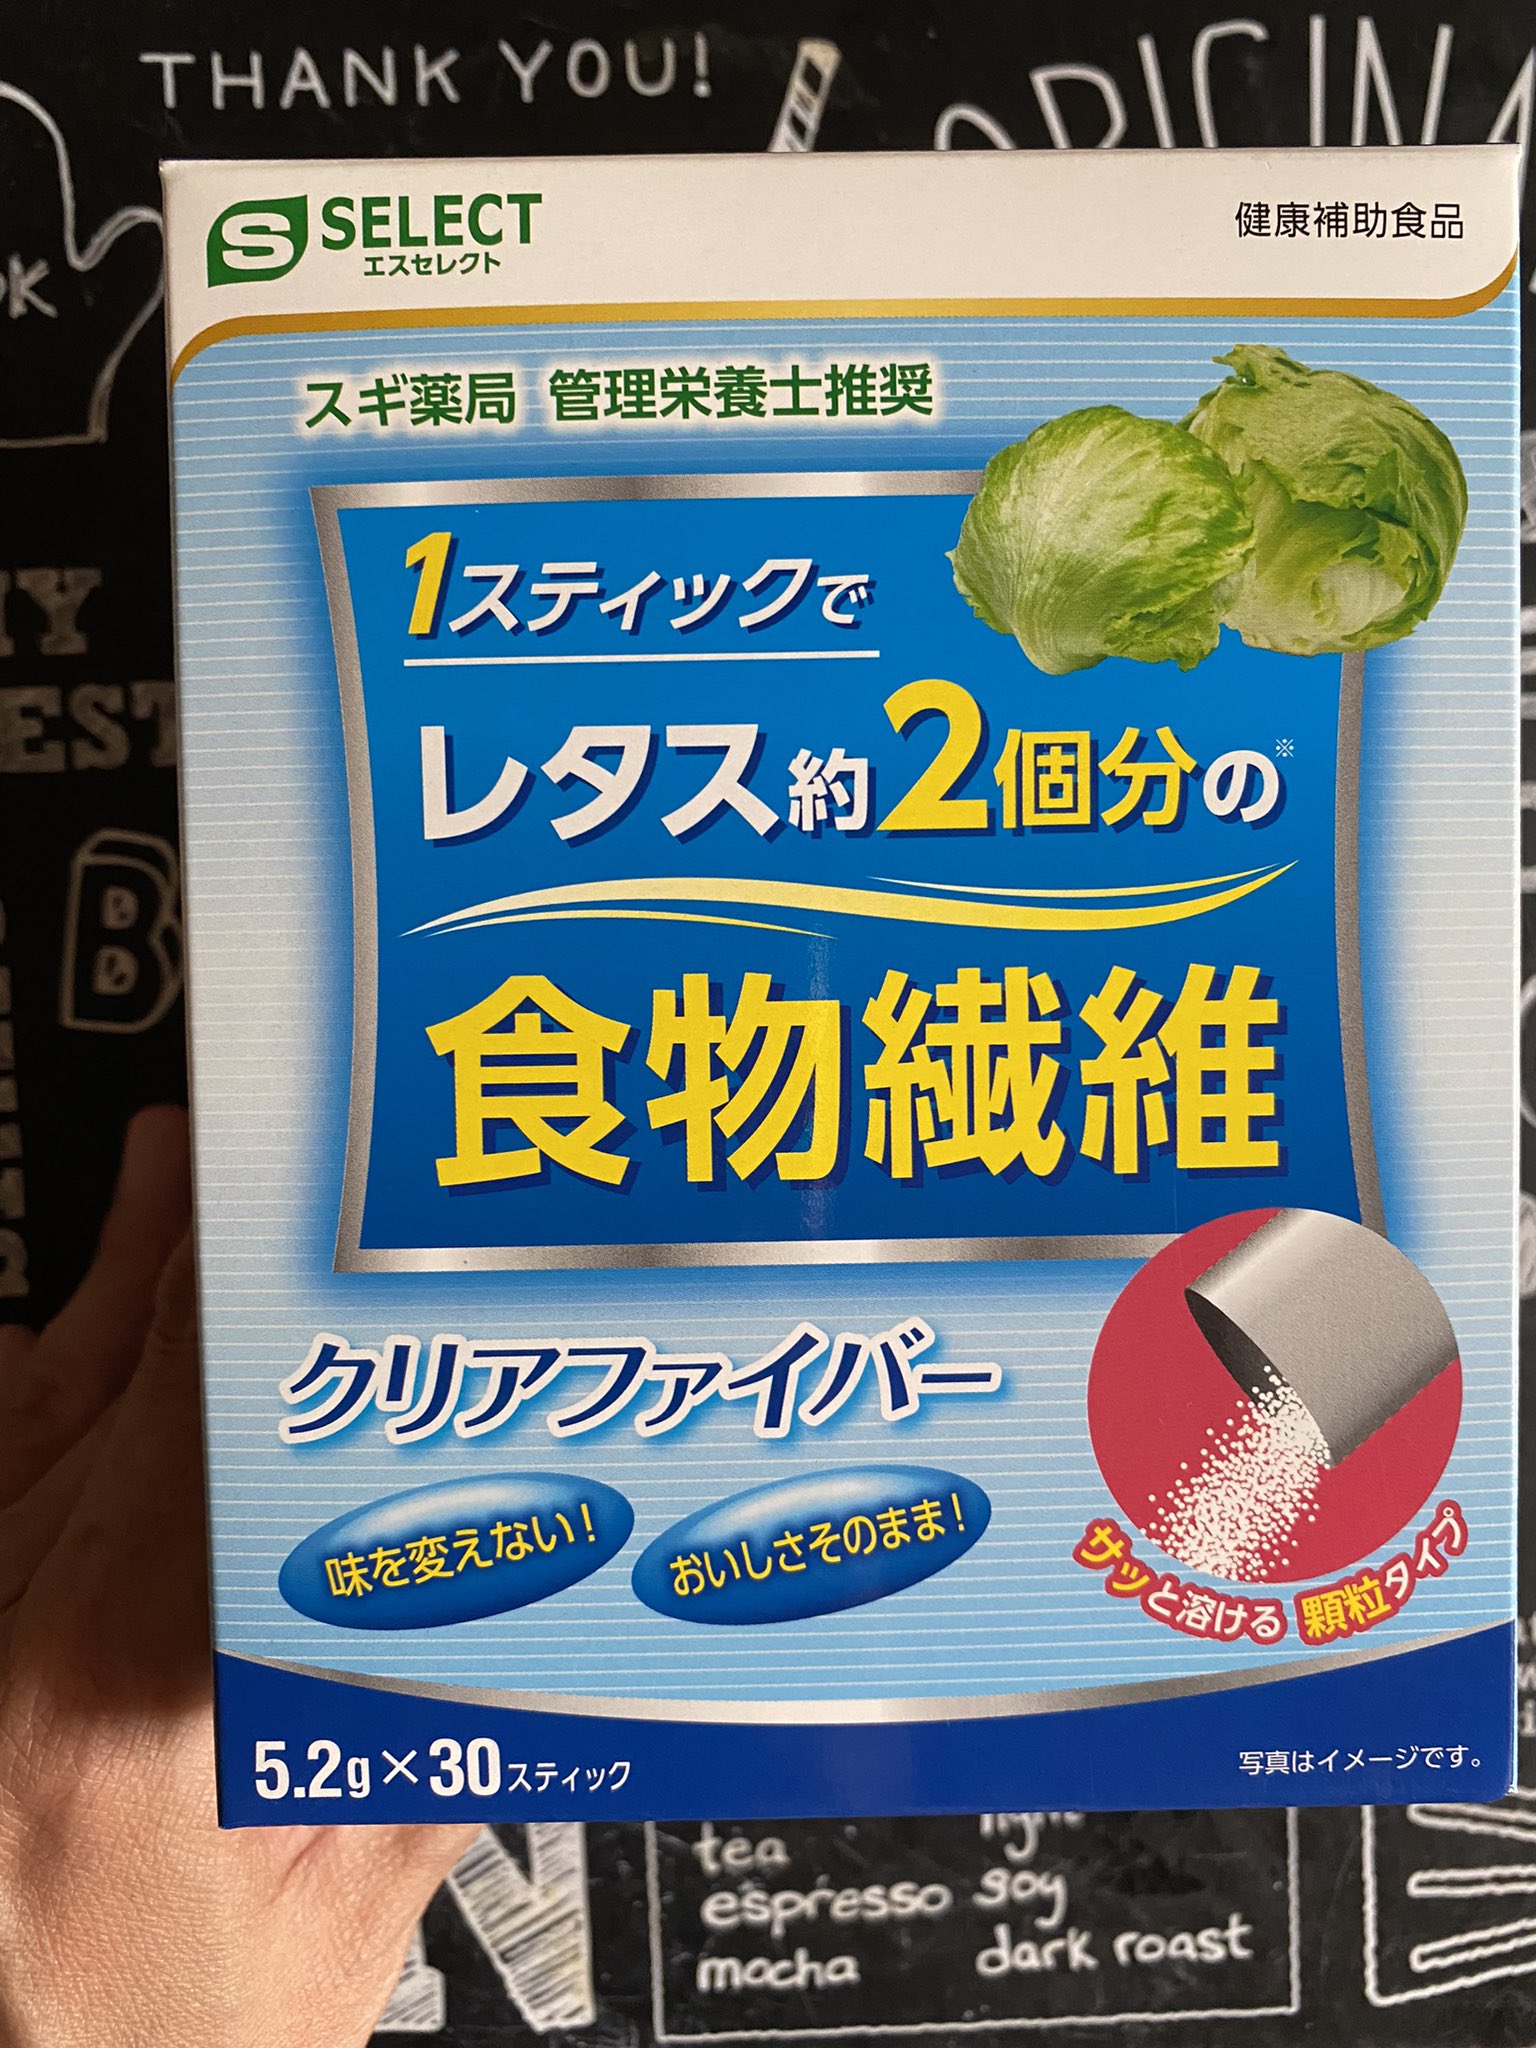 THANK YOU!
SELECT
エスセレクト
健康補助食品
スギ薬局 管理栄養士推奨
1スティックで
レタス約2個分の※
食物繊維
クリアファイバー
味を変えない!
おいしさそのまま!
サッと溶ける 顆粒タイプ
5.2g×30スティック
写真はイメージです。
tea
espresso
mocha
light
soy
dark roast